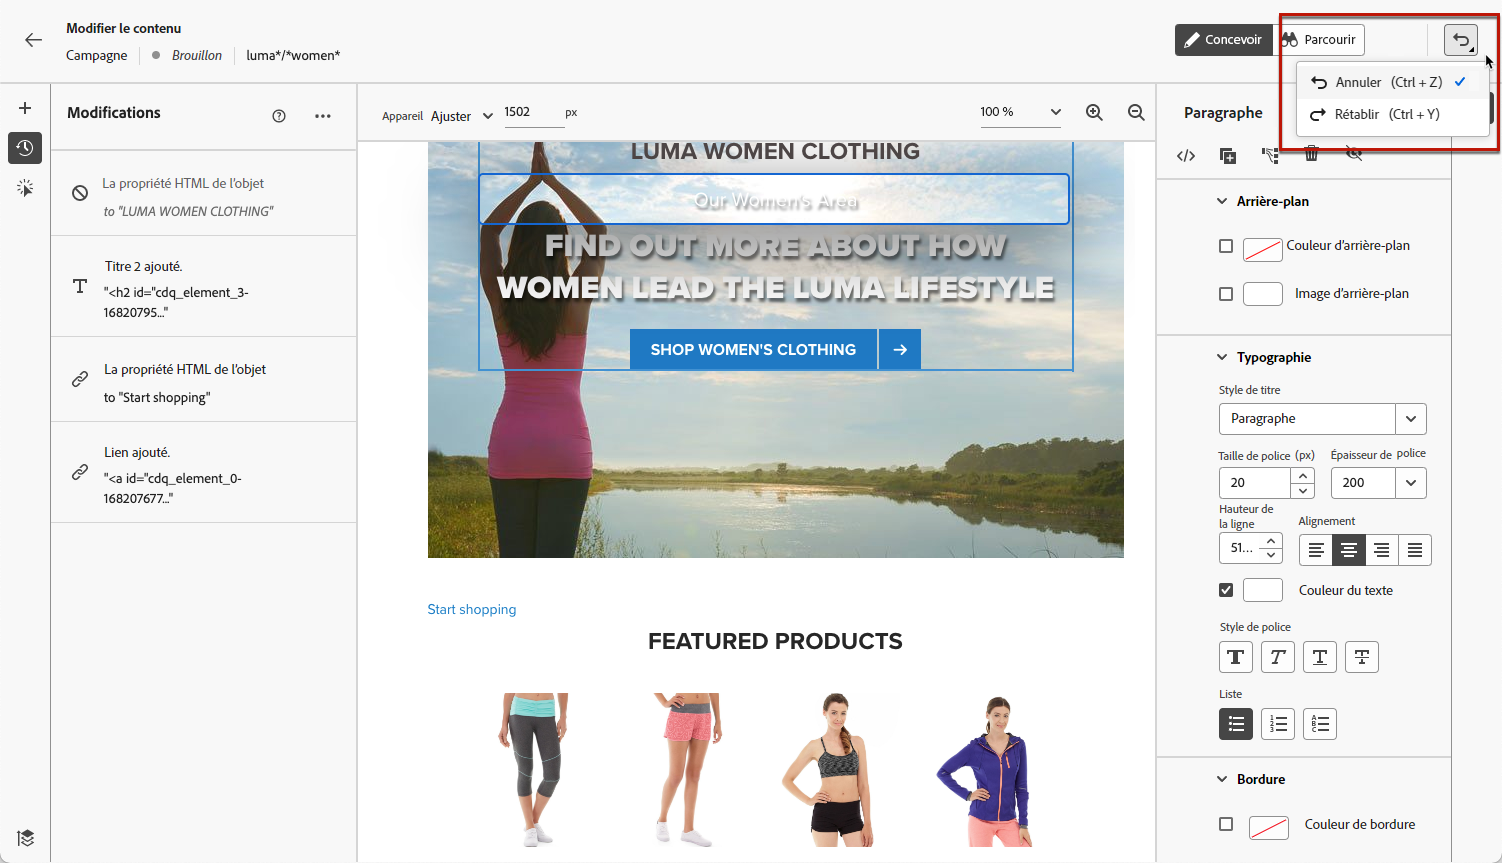 Modifier le contenu
Campagne
Brouillon
luma*/*women*
Concevoir
Parcourir
Annuler (Ctrl + Z)
Rétablir (Ctrl + Y)
Modifications
La propriété HTML de l'objet
to "LUMA WOMEN CLOTHING"
Titre 2 ajouté.
"<h2 id="cdq_element_3-
16820795..."
La propriété HTML de l'objet
to "Start shopping"
Lien ajouté.
"<a id="cdq_element_0-
168207677..."
Appareil Ajuster
1502 px
100 %
LUMA WOMEN CLOTHING
Our Women's Area
FIND OUT MORE ABOUT HOW
WOMEN LEAD THE LUMA LIFESTYLE
SHOP WOMEN'S CLOTHING
Start shopping
FEATURED PRODUCTS
Paragraphe
Arrière-plan
Couleur d'arrière-plan
Image d'arrière-plan
Typographie
Style de titre
Paragraphe
Taille de police (px)
Épaisseur de police
20
200
Hauteur de
la ligne
Alignement
51...
Couleur du texte
Style de police
Liste
Bordure
Couleur de bordure